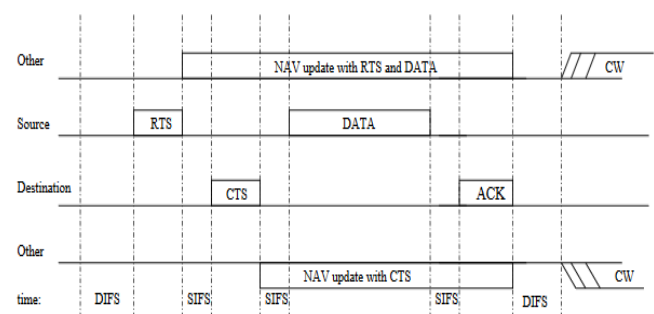 Other NAV update with RTS and DATA CW
Source RTS DATA
Destination CTS ACK
Other NAV update with CTS CW
time: DIFS SIFS SIFS SIFS DIFS